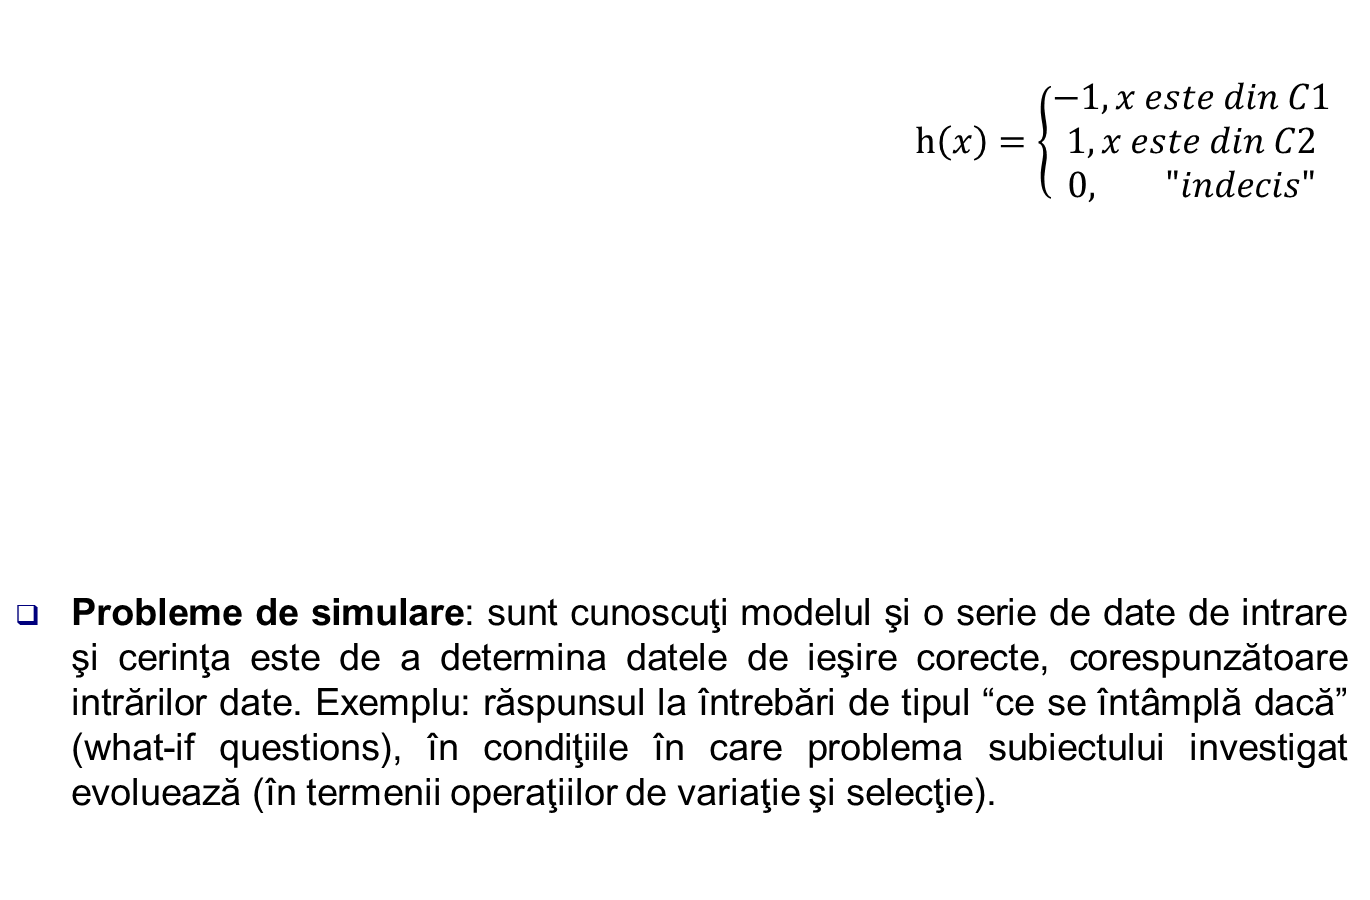 h(x) = {−1, x este din C1
1, x este din C2
0, "indecis"
❑ Probleme de simulare: sunt cunoscuţi modelul şi o serie de date de intrare
şi cerinţa este de a determina datele de ieşire corecte, corespunzătoare
intrărilor date. Exemplu: răspunsul la întrebări de tipul “ce se întâmplă dacă”
(what-if questions), în condiţiile în care problema subiectului investigat
evoluează (în termenii operaţiilor de variaţie şi selecţie).